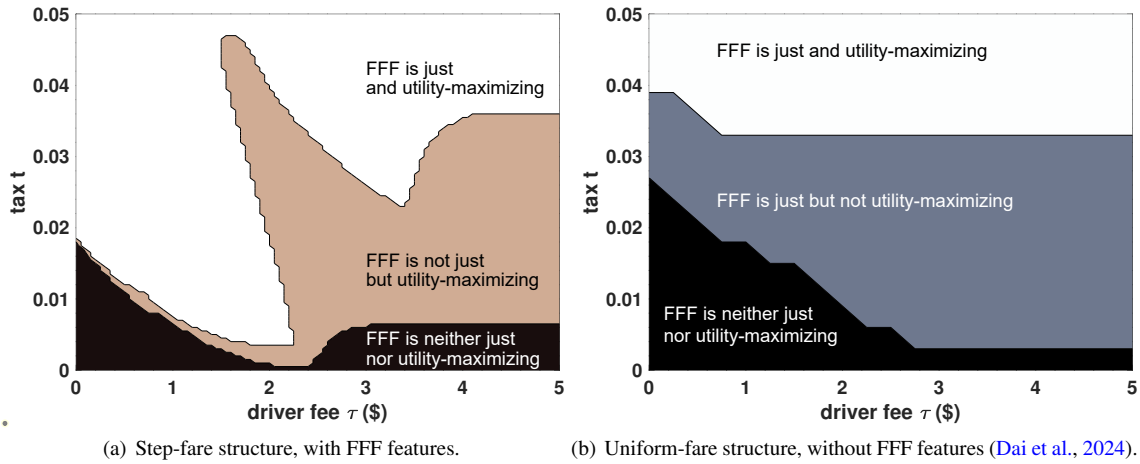 0.05
0.04
0.03
0.02
0.01
0
tax t
FFF is just
and utility-maximizing
FFF is not just
but utility-maximizing
FFF is neither just
nor utility-maximizing
0 1 2 3 4 5
driver fee τ ($)
(a) Step-fare structure, with FFF features.
0.05
0.04
0.03
0.02
0.01
0
tax t
FFF is just and utility-maximizing
FFF is just but not utility-maximizing
FFF is neither just
nor utility-maximizing
0 1 2 3 4 5
driver fee τ ($)
(b) Uniform-fare structure, without FFF features (Dai et al., 2024).